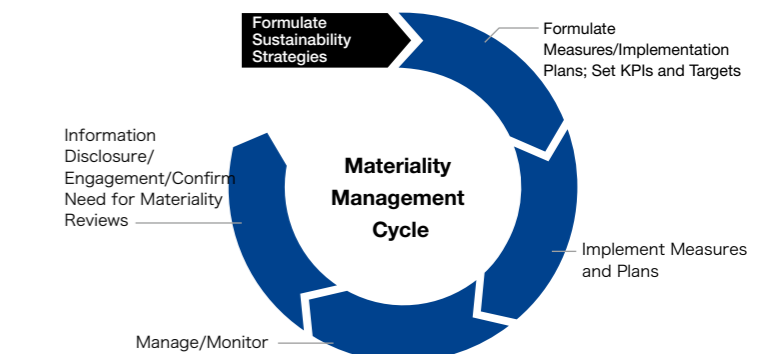 Formulate
Sustainability
Strategies
Formulate
Measures/Implementation
Plans; Set KPIs and Targets
Information
Disclosure/
Engagement/Confirm
Need for Materiality
Reviews
Materiality
Management
Cycle
Implement Measures
and Plans
Manage/Monitor